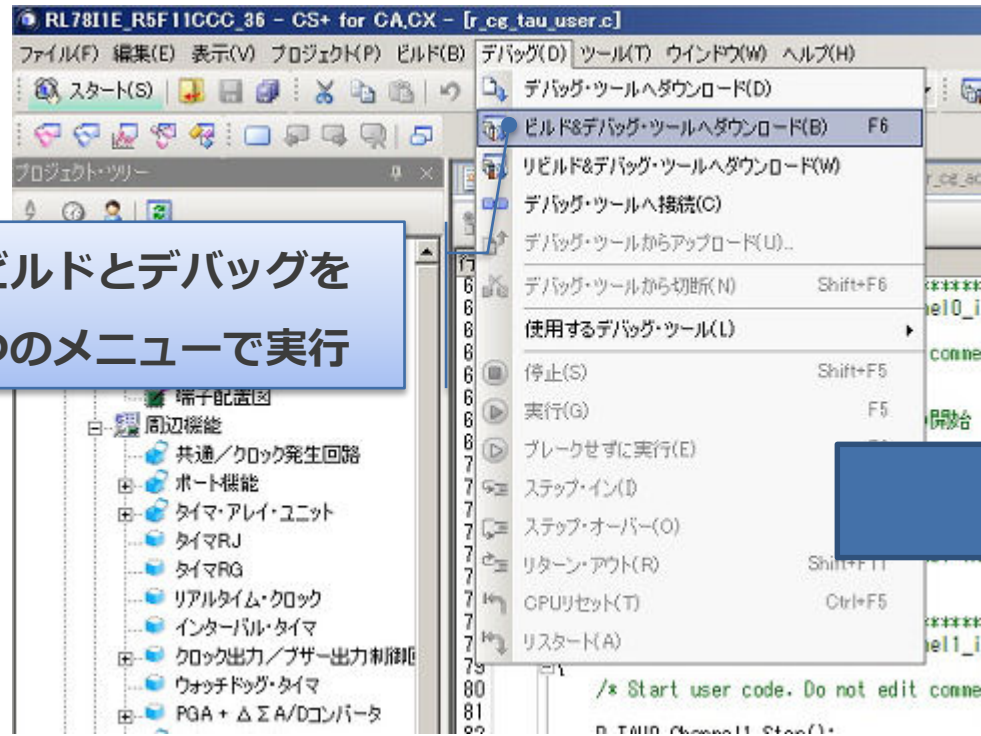 RL78I1E_R5F11CCC_36 - CS+ for CA,CX - [r_cg_tau_user.c]
ファイル(F) 編集(E) 表示(V) プロジェクト(P) ビルド(B) デバッグ(D) ツール(T) ウインドウ(W) ヘルプ(H)
スタート(S)
プロジェクト・ツリー
ビルドとデバッグを
のメニューで実行
端子配置図
周辺機能
共通／クロック発生回路
ポート機能
タイマ・アレイ・ユニット
タイマRJ
タイマRG
リアルタイム・クロック
インターバル・タイマ
クロック出力／ブザー出力制御
ウォッチドッグ・タイマ
PGA + ΔΣA/Dコンバータ
デバッグ・ツールへダウンロード(D)
ビルド&デバッグ・ツールへダウンロード(B) F6
リビルド&デバッグ・ツールへダウンロード(W)
デバッグ・ツールへ接続(C)
デバッグ・ツールからアップロード(U)...
デバッグ・ツールから切断(N) Shift+F6
使用するデバッグ・ツール(L)
停止(S) Shift+F5
実行(G) F5
ブレークせずに実行(E)
ステップ・イン(I)
ステップ・オーバー(O)
リターン・アウト(R) Shift+F11
CPUリセット(T) Ctrl+F5
リスタート(A)
r_cg_ac
行
*****
nel0_i
comme
開始
*****
nel1_i
79 {
80 /* Start user code. Do not edit comme
81
82 R_TAU0_Channel1_Stop();